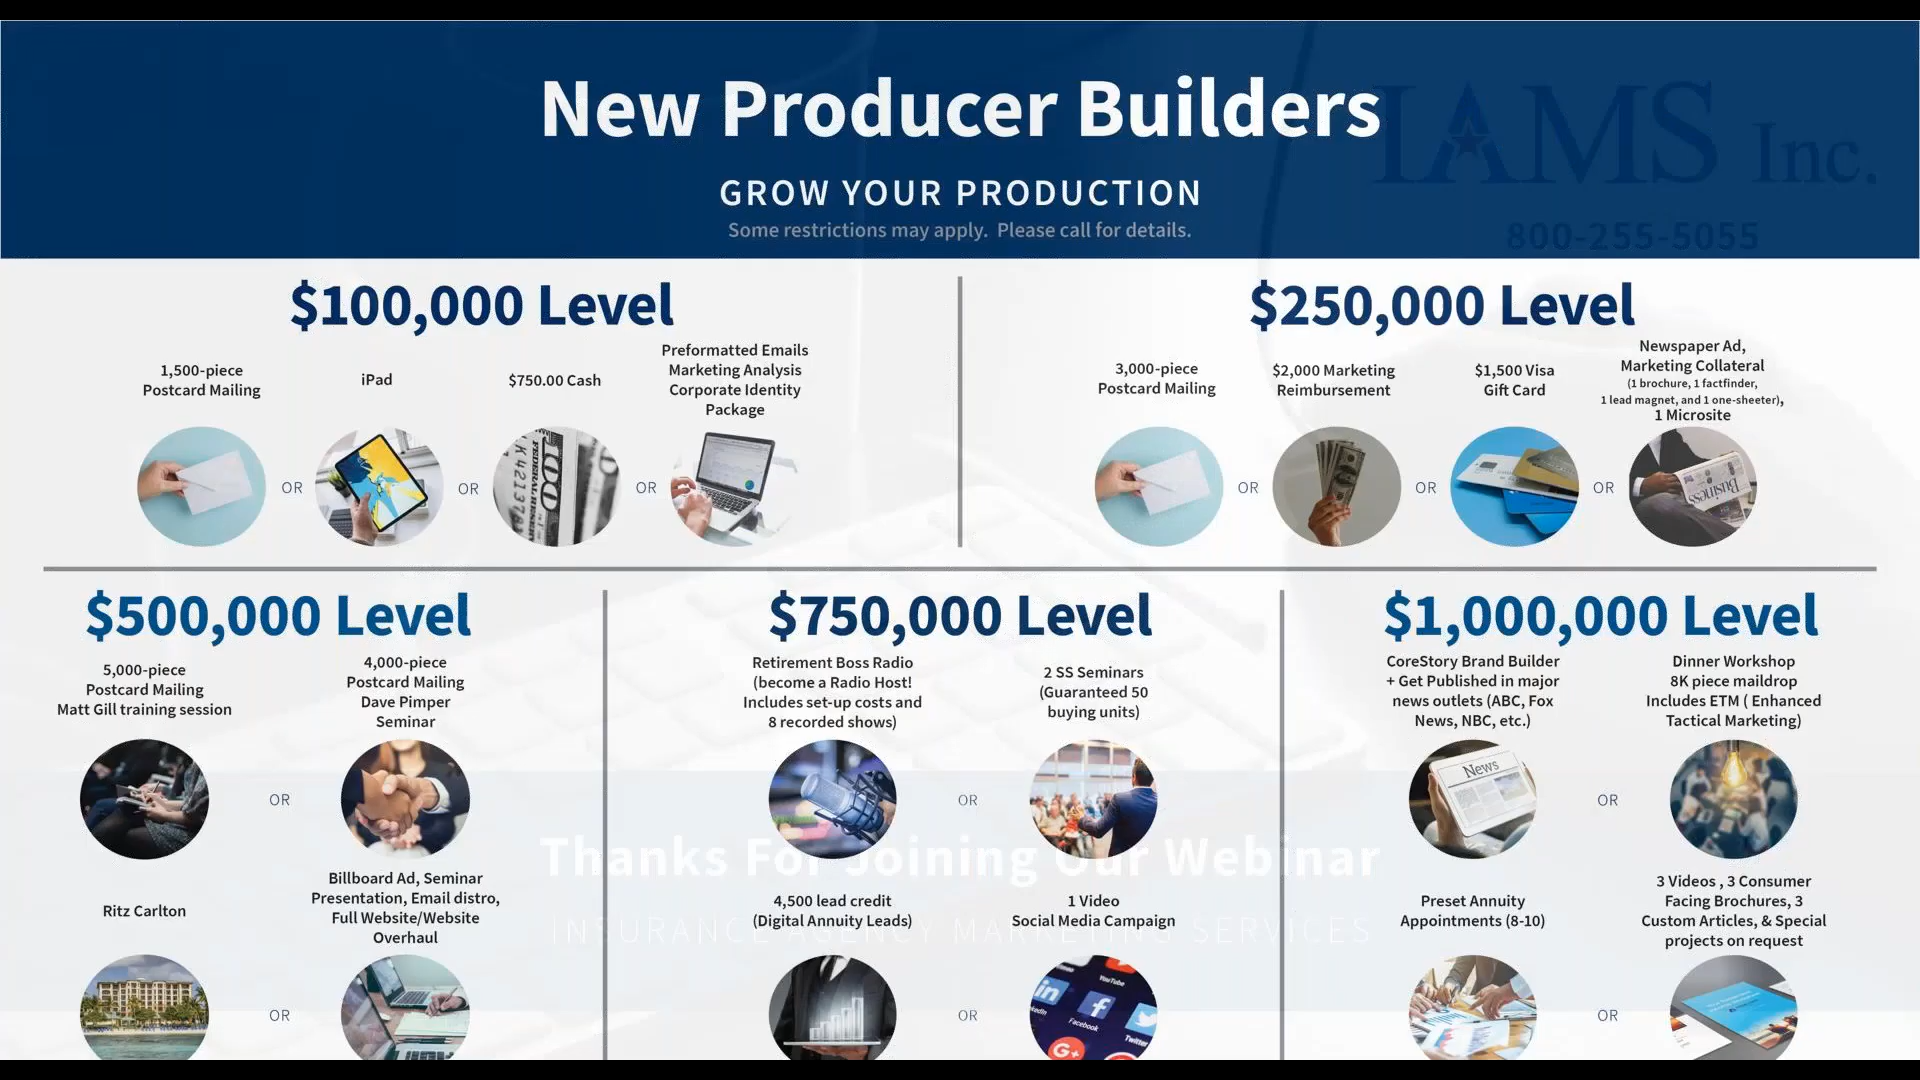 New Producer Builders
GROW YOUR PRODUCTION
Some restrictions may apply. Please call for details.
IAMS Inc.
800-255-5055
$100,000 Level
1,500-piece
Postcard Mailing
iPad
$750.00 Cash
Preformatted Emails
Marketing Analysis
Corporate Identity
Package
OR
OR
OR
$250,000 Level
3,000-piece
Postcard Mailing
$2,000 Marketing
Reimbursement
$1,500 Visa
Gift Card
Newspaper Ad,
Marketing Collateral
(1 brochure, 1 factfinder,
1 lead magnet, and 1 one-sheeter),
1 Microsite
OR
OR
OR
Business
$500,000 Level
5,000-piece
Postcard Mailing
Matt Gill training session
4,000-piece
Postcard Mailing
Dave Pimper
Seminar
OR
Ritz Carlton
Billboard Ad, Seminar
Presentation, Email distro,
Full Website/Website
Overhaul
OR
$750,000 Level
Retirement Boss Radio
(become a Radio Host!
Includes set-up costs and
8 recorded shows)
2 SS Seminars
(Guaranteed 50
buying units)
OR
4,500 lead credit
(Digital Annuity Leads)
1 Video
Social Media Campaign
OR
YouTube
in
Facebook
Twitter
G+
$1,000,000 Level
CoreStory Brand Builder
+ Get Published in major
news outlets (ABC, Fox
News, NBC, etc.)
Dinner Workshop
8K piece maildrop
Includes ETM ( Enhanced
Tactical Marketing)
News
OR
Preset Annuity
Appointments (8-10)
3 Videos , 3 Consumer
Facing Brochures, 3
Custom Articles, & Special
projects on request
OR
Thanks For Joining Our Webinar
INSURANCE AGENCY MARKETING SERVICES